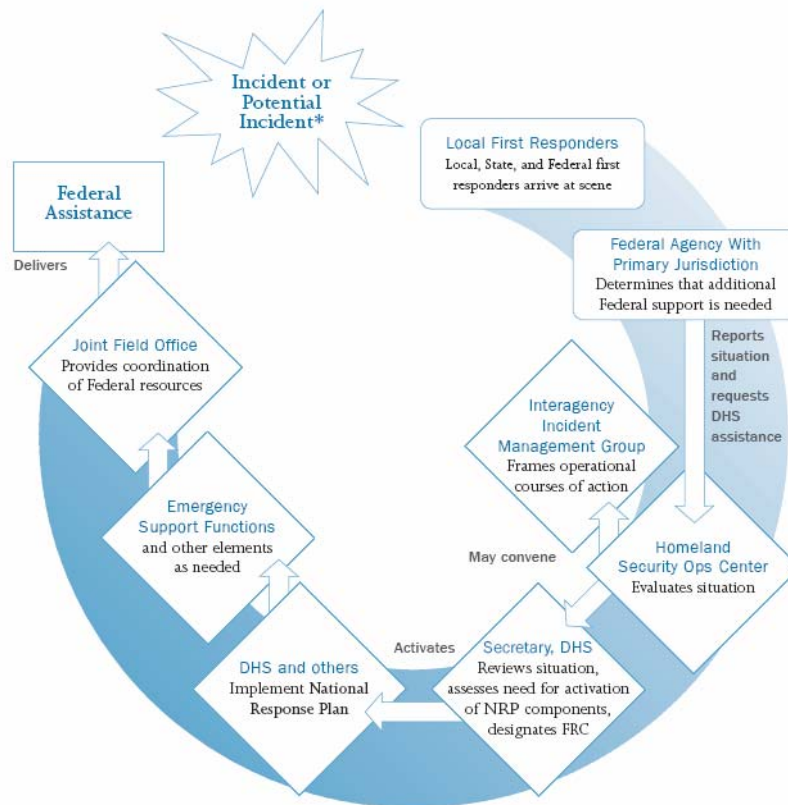 Incident or
Potential
Incident*
Local First Responders
Local, State, and Federal first
responders arrive at scene
Federal Agency With
Primary Jurisdiction
Determines that additional
Federal support is needed
Reports
situation
and
requests
DHS
assistance
Homeland
Security Ops Center
Evaluates situation
May convene
Interagency
Incident
Management Group
Frames operational
courses of action
Secretary, DHS
Reviews situation,
assesses need for activation
of NRP components,
designates FRC
Activates
DHS and others
Implement National
Response Plan
Emergency
Support Functions
and other elements
as needed
Joint Field Office
Provides coordination
of Federal resources
Delivers
Federal
Assistance